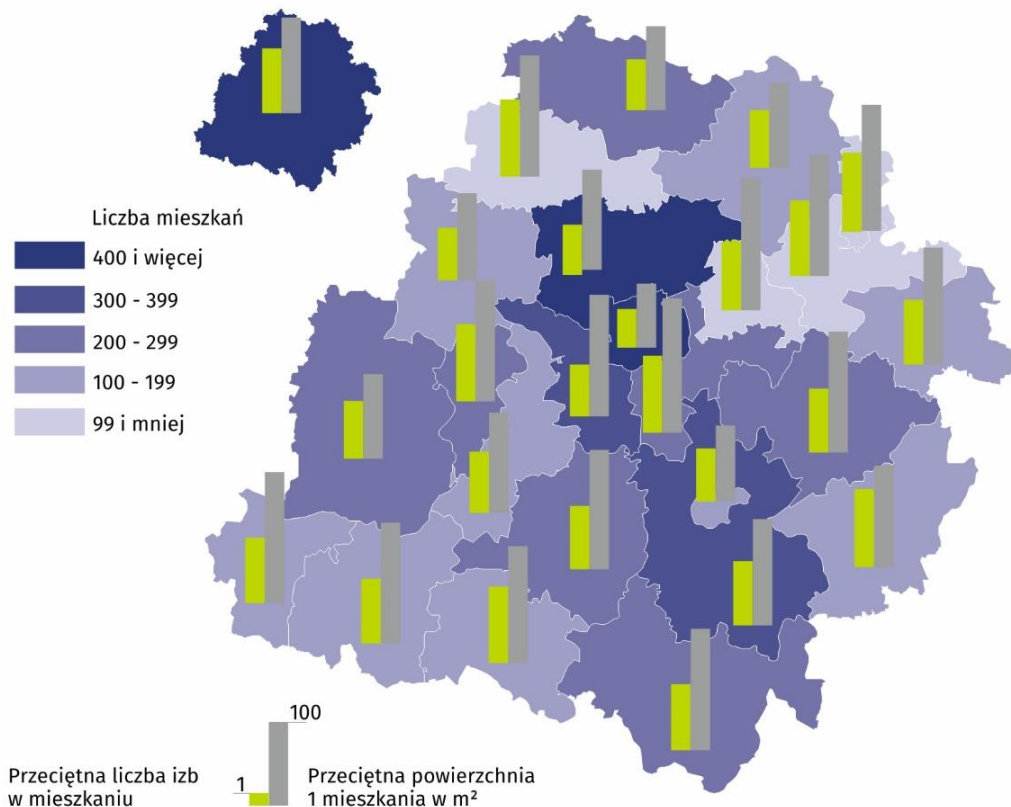 Liczba mieszkań
400 i więcej
300 - 399
200 - 299
100 - 199
99 i mniej
100
1
Przeciętna liczba izb
w mieszkaniu
Przeciętna powierzchnia
1 mieszkania w m²